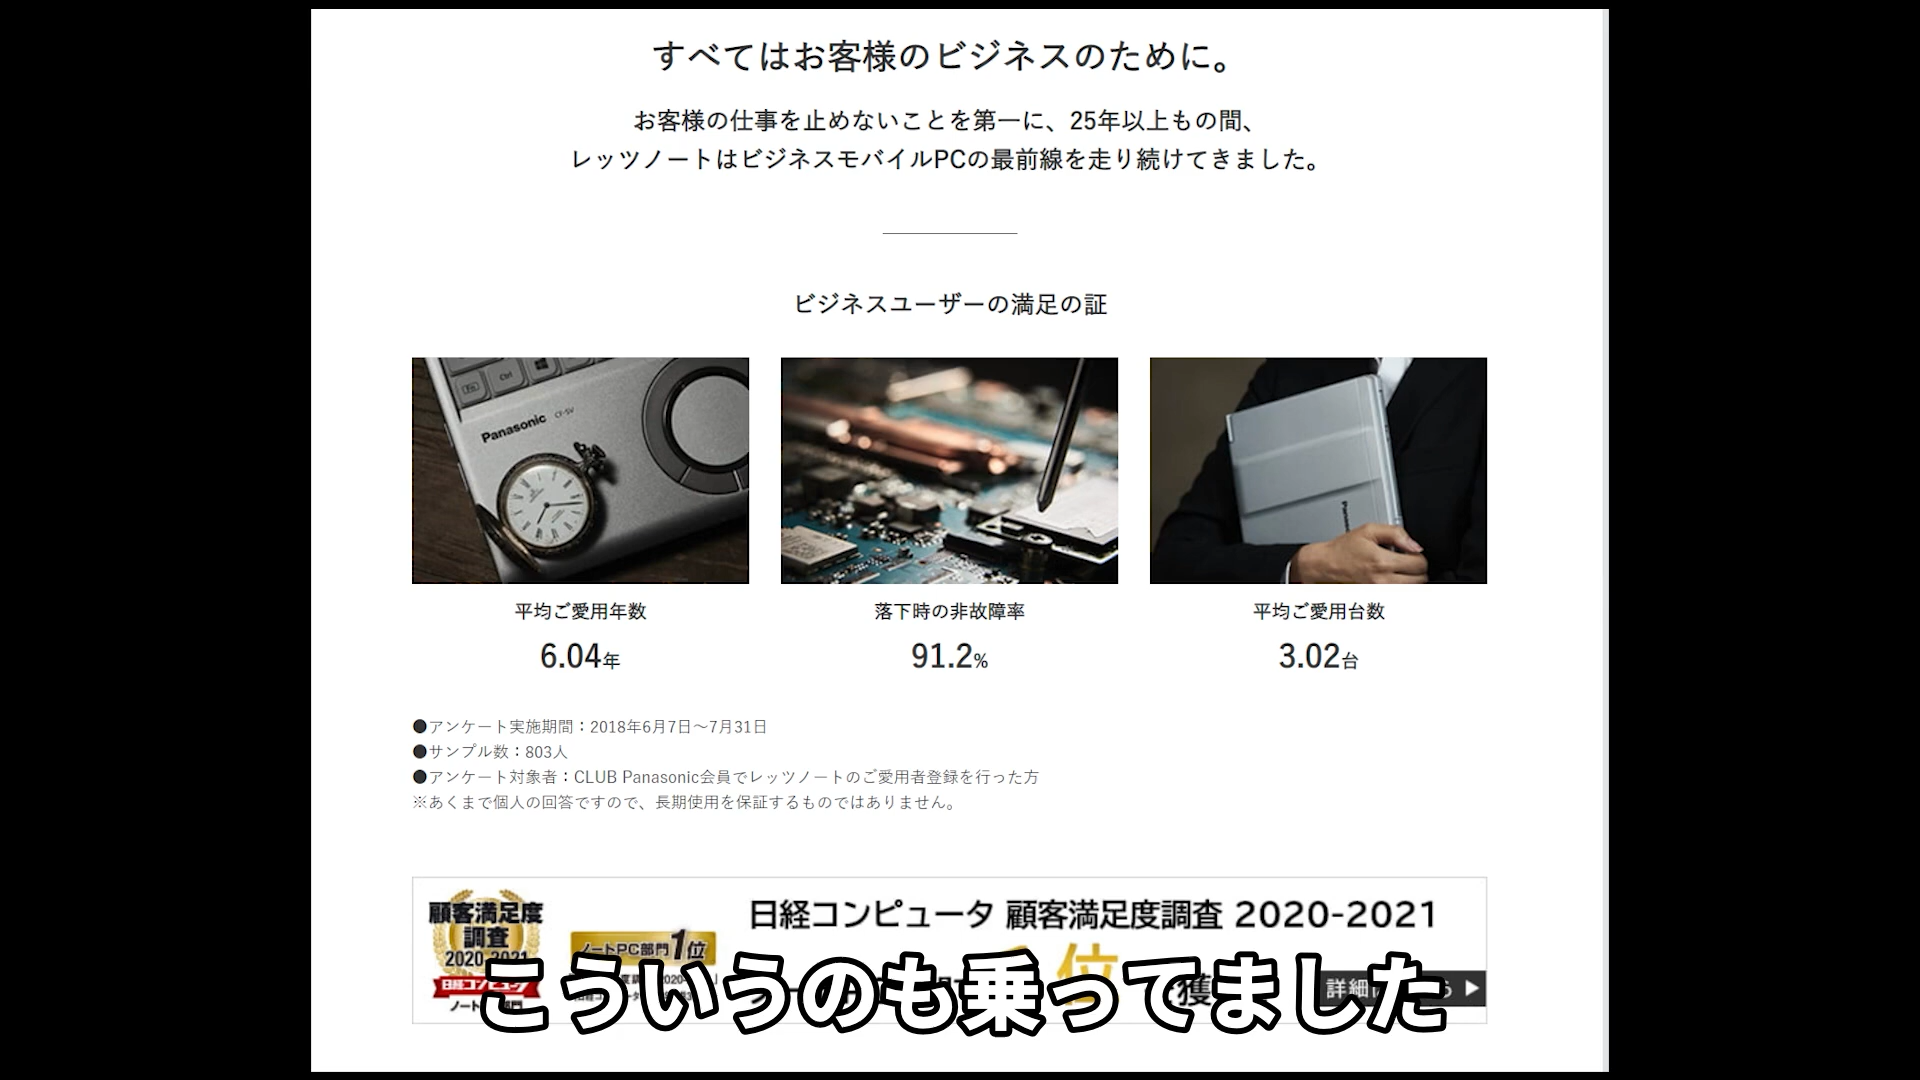 すべてはお客様のビジネスのために。
お客様の仕事を止めないことを第一に、25年以上もの間、
レッツノートはビジネスモバイルPCの最前線を走り続けてきました。
ビジネスユーザーの満足の証
Fn Ctrl
Panasonic CF-SV
平均ご愛用年数
落下時の非故障率
平均ご愛用台数
6.04年
91.2%
3.02台
●アンケート実施期間：2018年6月7日～7月31日
●サンプル数：803人
●アンケート対象者：CLUB Panasonic会員でレッツノートのご愛用者登録を行った方
※あくまで個人の回答ですので、長期使用を保証するものではありません。
顧客満足度
調査
2020-2021
ノートPC部門1位
日経コンピュータ 顧客満足度調査 2020-2021
こういうのも乗ってました